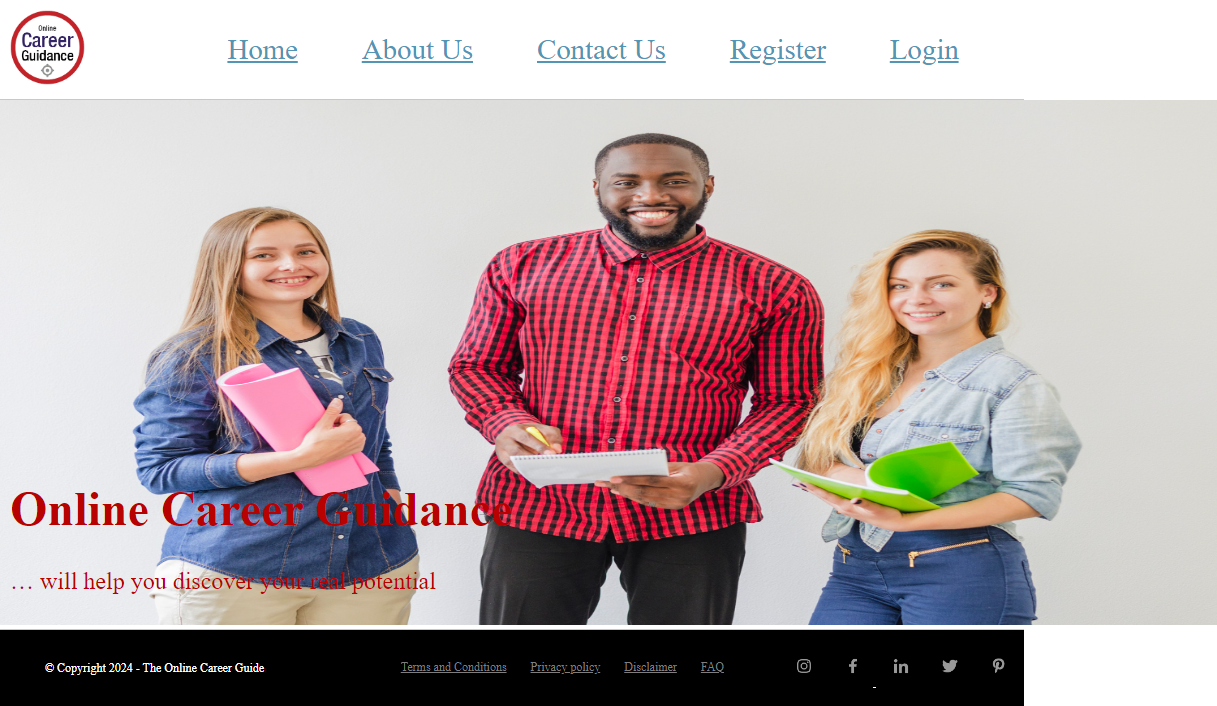 Online
Career
Guidance
Home About Us Contact Us Register Login
Online Career Guidance
… will help you discover your real potential
© Copyright 2024 - The Online Career Guide Terms and Conditions Privacy policy Disclaimer FAQ